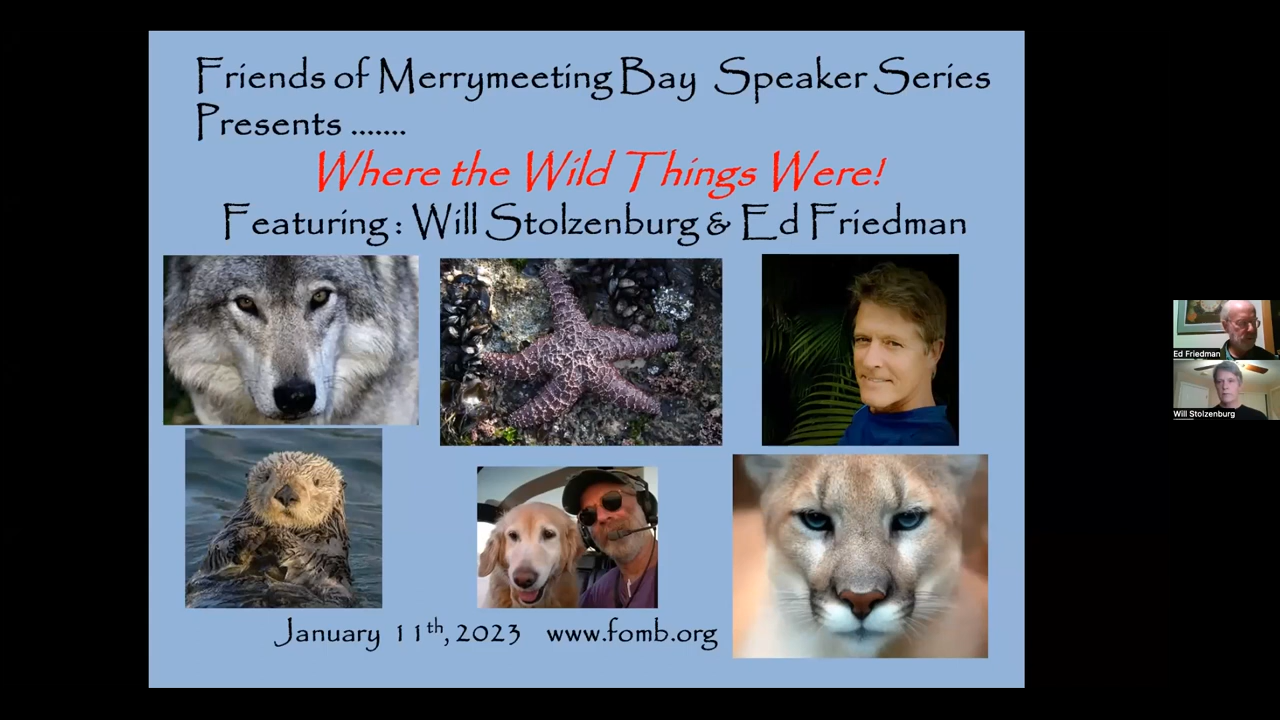 Friends of Merrymeeting Bay Speaker Series
Presents .......
Where the Wild Things Were!
Featuring : Will Stolzenburg & Ed Friedman
Ed Friedman
Will Stolzenburg
January 11th, 2023 www.fomb.org